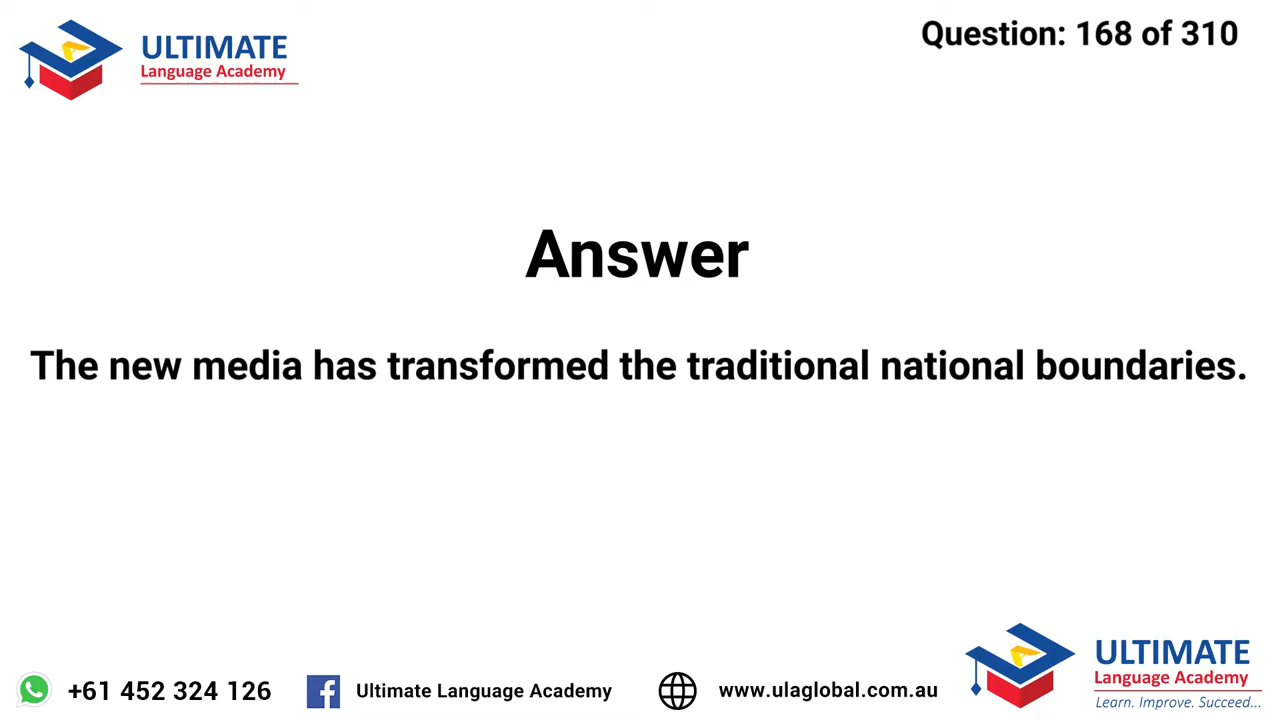 ULTIMATE
Language Academy
Question: 168 of 310
Answer
The new media has transformed the traditional national boundaries.
+61 452 324 126
Ultimate Language Academy
www.ulaglobal.com.au
ULTIMATE
Language Academy
Learn. Improve. Succeed...